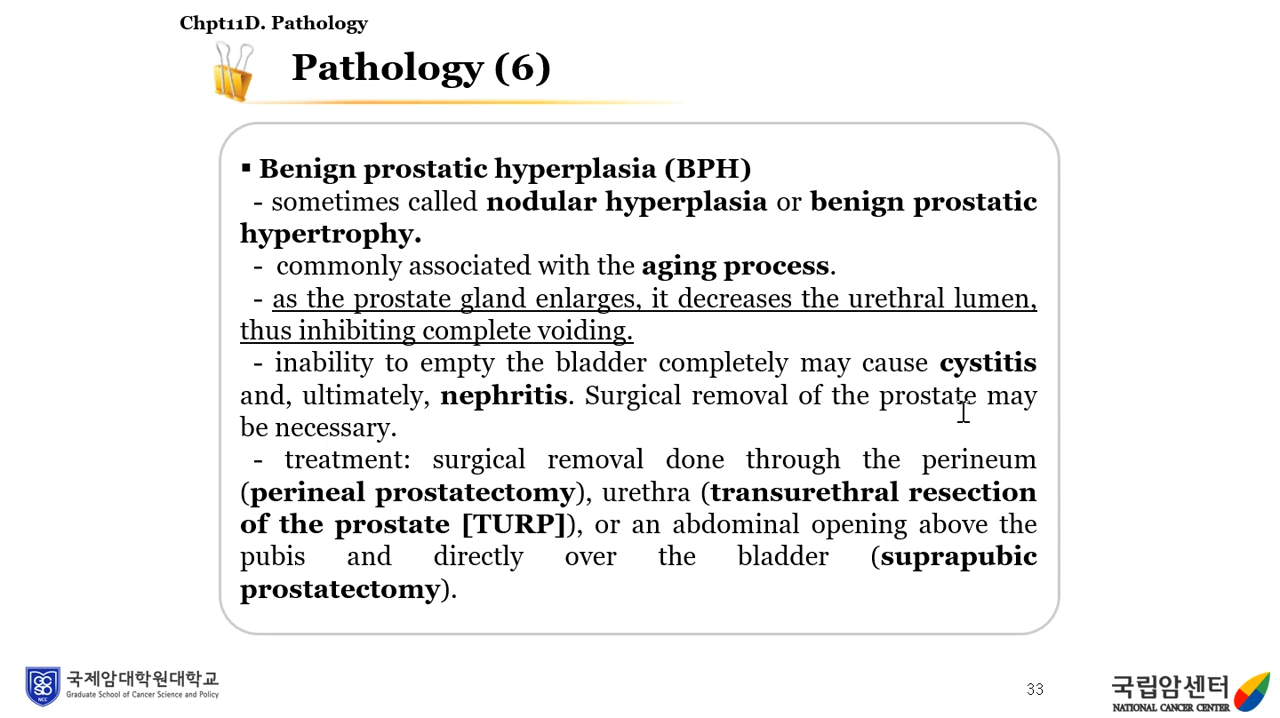 Chpt11D. Pathology
Pathology (6)
▪ Benign prostatic hyperplasia (BPH)
- sometimes called nodular hyperplasia or benign prostatic
hypertrophy.
- commonly associated with the aging process.
- as the prostate gland enlarges, it decreases the urethral lumen,
thus inhibiting complete voiding.
- inability to empty the bladder completely may cause cystitis
and, ultimately, nephritis. Surgical removal of the prostate may
be necessary.
- treatment: surgical removal done through the perineum
(perineal prostatectomy), urethra (transurethral resection
of the prostate [TURP]), or an abdominal opening above the
pubis and directly over the bladder (suprapubic
prostatectomy).
국제암대학원대학교
Graduate School of Cancer Science and Policy
NCC
33
국립암센터
NATIONAL CANCER CENTER